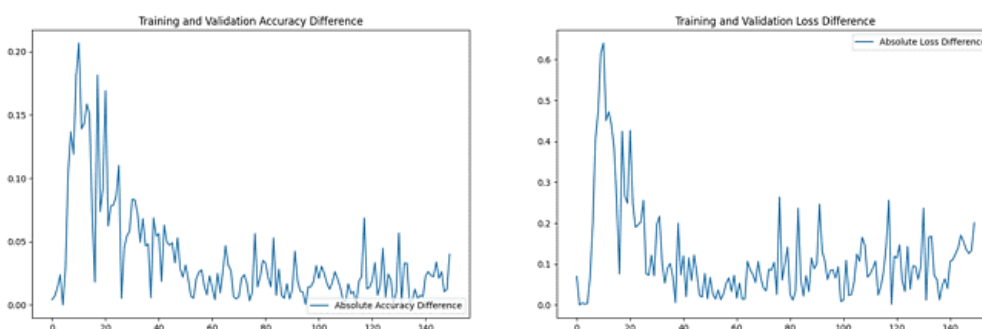 Training and Validation Accuracy Difference
0.20
0.15
0.10
0.05
0.00
Absolute Accuracy Difference
0 20 40 60 80 100 120 140
Training and Validation Loss Difference
Absolute Loss Difference
0.6
0.5
0.4
0.3
0.2
0.1
0.0
0 20 40 60 80 100 120 140